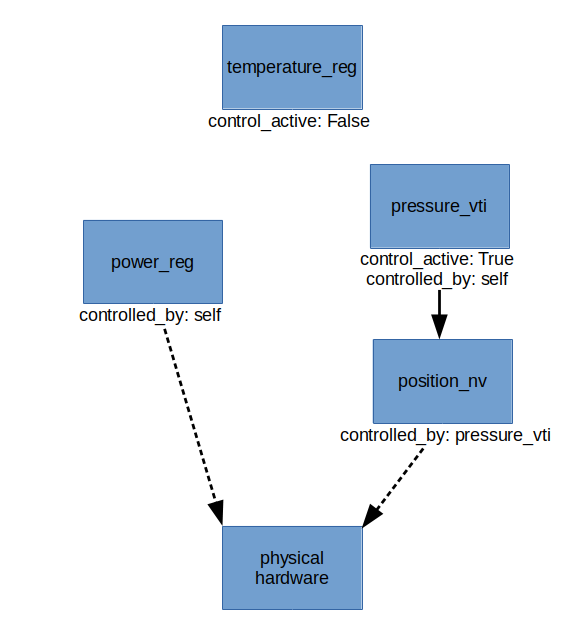 temperature_reg
control_active: False
pressure_vti
control_active: True
controlled_by: self
power_reg
controlled_by: self
position_nv
controlled_by: pressure_vti
physical
hardware